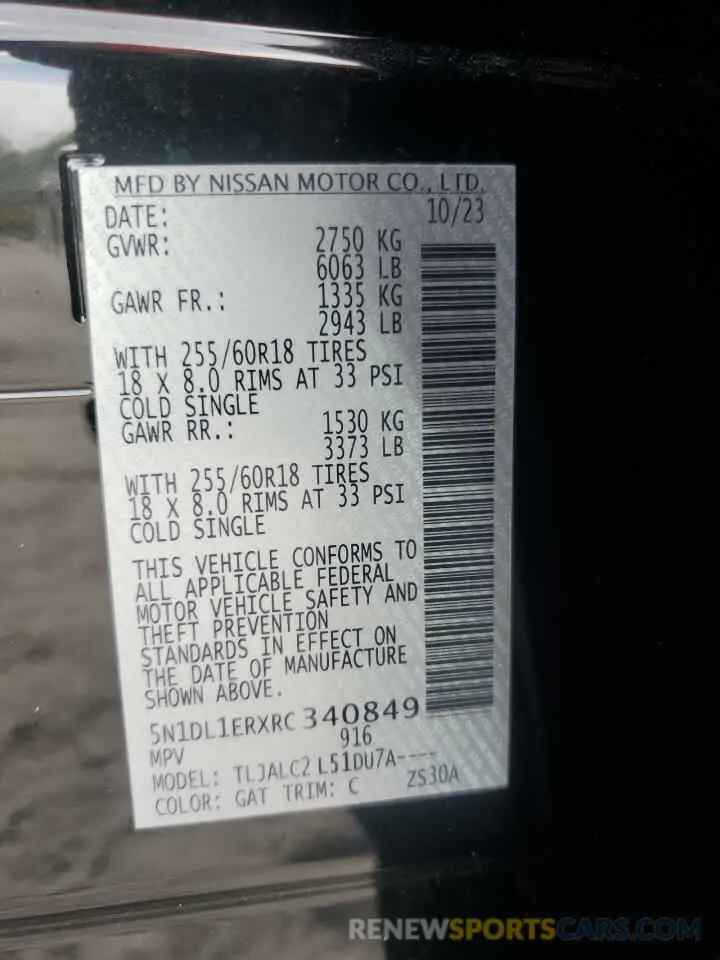 MFD BY NISSAN MOTOR CO., LTD.
DATE: 10/23
GVWR: 2750 KG
6063 LB
GAWR FR.: 1335 KG
2943 LB
WITH 255/60R18 TIRES
18 X 8.0 RIMS AT 33 PSI
COLD SINGLE
GAWR RR.: 1530 KG
3373 LB
WITH 255/60R18 TIRES
18 X 8.0 RIMS AT 33 PSI
COLD SINGLE
THIS VEHICLE CONFORMS TO
ALL APPLICABLE FEDERAL
MOTOR VEHICLE SAFETY AND
THEFT PREVENTION
STANDARDS IN EFFECT ON
THE DATE OF MANUFACTURE
SHOWN ABOVE.
5N1DL1ERXRC 340849
MPV 916
MODEL: TLJALC2 L51DU7A----
COLOR: GAT TRIM: C ZS30A
RENEWSPORTSCARS.COM